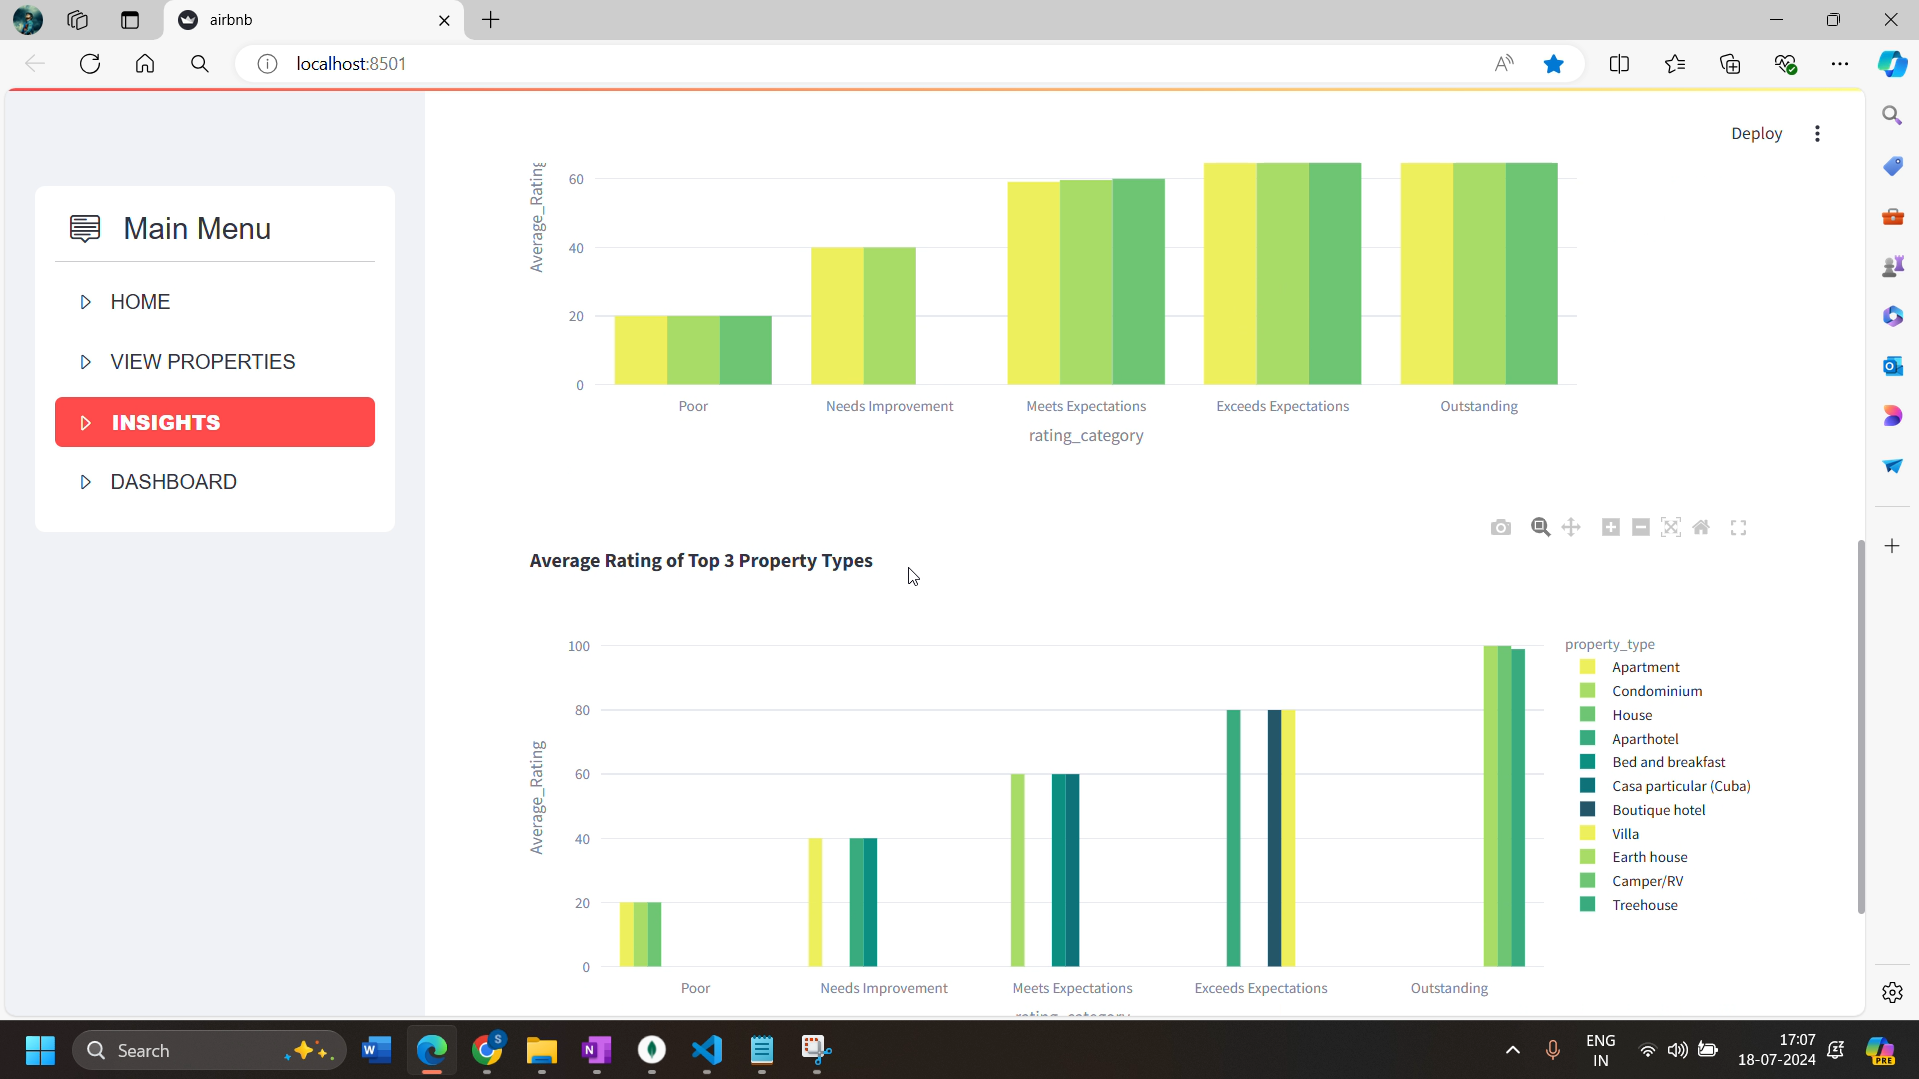 airbnb
localhost:8501
Deploy
Main Menu
HOME
VIEW PROPERTIES
INSIGHTS
DASHBOARD
Average_Rating
60
40
20
0
Poor
Needs Improvement
Meets Expectations
Exceeds Expectations
Outstanding
rating_category
Average Rating of Top 3 Property Types
Average_Rating
100
80
60
40
20
0
Poor
Needs Improvement
Meets Expectations
Exceeds Expectations
Outstanding
rating_category
property_type
Apartment
Condominium
House
Aparthotel
Bed and breakfast
Casa particular (Cuba)
Boutique hotel
Villa
Earth house
Camper/RV
Treehouse
Search
S
N
ENG
IN
17:07
18-07-2024
PRE